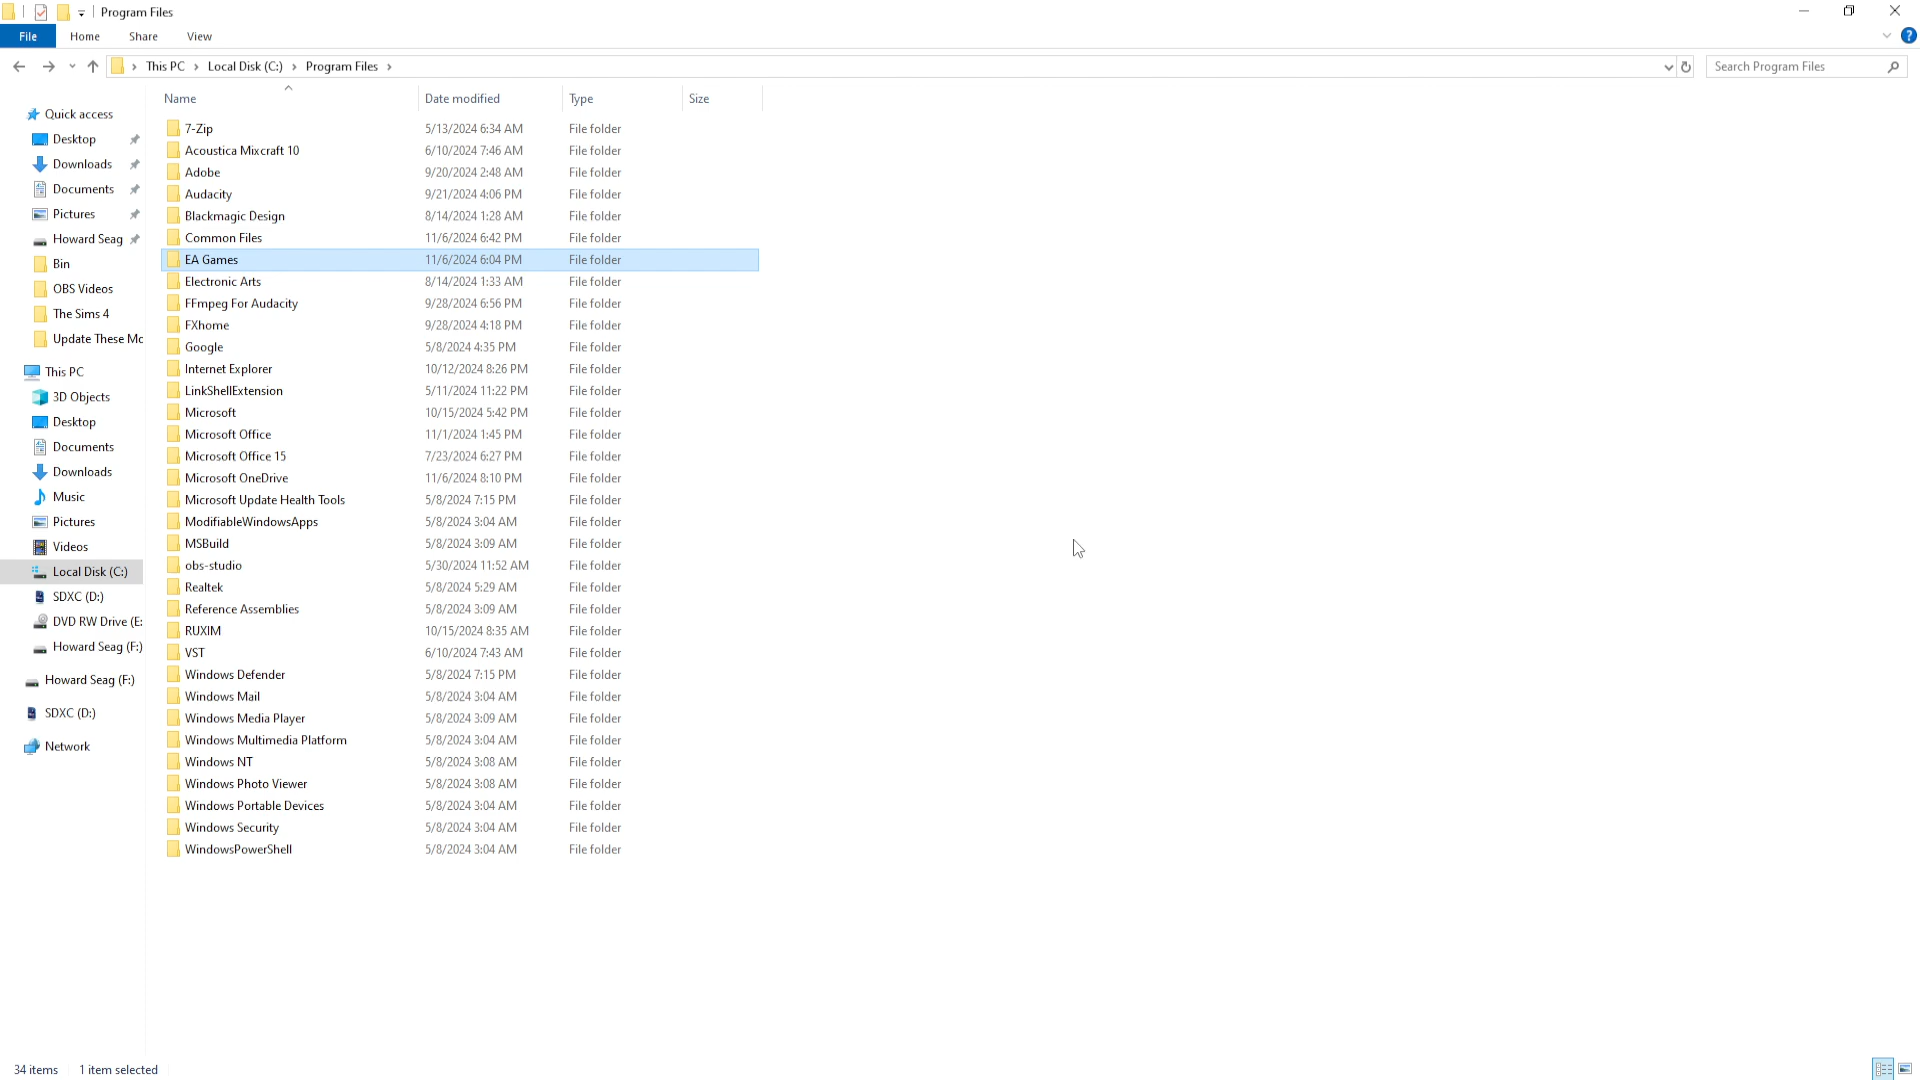 Program Files
File Home Share View
This PC Local Disk (C:) Program Files Search Program Files
Name Date modified Type Size
Quick access
Desktop
Downloads
Documents
Pictures
Howard Seag
Bin
OBS Videos
The Sims 4
Update These Mc
This PC
3D Objects
Desktop
Documents
Downloads
Music
Pictures
Videos
Local Disk (C:)
SDXC (D:)
DVD RW Drive (E:
Howard Seag (F:)
Howard Seag (F:)
SDXC (D:)
Network
7-Zip 5/13/2024 6:34 AM File folder
Acoustica Mixcraft 10 6/10/2024 7:46 AM File folder
Adobe 9/20/2024 2:48 AM File folder
Audacity 9/21/2024 4:06 PM File folder
Blackmagic Design 8/14/2024 1:28 AM File folder
Common Files 11/6/2024 6:42 PM File folder
EA Games 11/6/2024 6:04 PM File folder
Electronic Arts 8/14/2024 1:33 AM File folder
FFmpeg For Audacity 9/28/2024 6:56 PM File folder
FXhome 9/28/2024 4:18 PM File folder
Google 5/8/2024 4:35 PM File folder
Internet Explorer 10/12/2024 8:26 PM File folder
LinkShellExtension 5/11/2024 11:22 PM File folder
Microsoft 10/15/2024 5:42 PM File folder
Microsoft Office 11/1/2024 1:45 PM File folder
Microsoft Office 15 7/23/2024 6:27 PM File folder
Microsoft OneDrive 11/6/2024 8:10 PM File folder
Microsoft Update Health Tools 5/8/2024 7:15 PM File folder
ModifiableWindowsApps 5/8/2024 3:04 AM File folder
MSBuild 5/8/2024 3:09 AM File folder
obs-studio 5/30/2024 11:52 AM File folder
Realtek 5/8/2024 5:29 AM File folder
Reference Assemblies 5/8/2024 3:09 AM File folder
RUXIM 10/15/2024 8:35 AM File folder
VST 6/10/2024 7:43 AM File folder
Windows Defender 5/8/2024 7:15 PM File folder
Windows Mail 5/8/2024 3:04 AM File folder
Windows Media Player 5/8/2024 3:09 AM File folder
Windows Multimedia Platform 5/8/2024 3:04 AM File folder
Windows NT 5/8/2024 3:08 AM File folder
Windows Photo Viewer 5/8/2024 3:08 AM File folder
Windows Portable Devices 5/8/2024 3:04 AM File folder
Windows Security 5/8/2024 3:04 AM File folder
WindowsPowerShell 5/8/2024 3:04 AM File folder
34 items 1 item selected